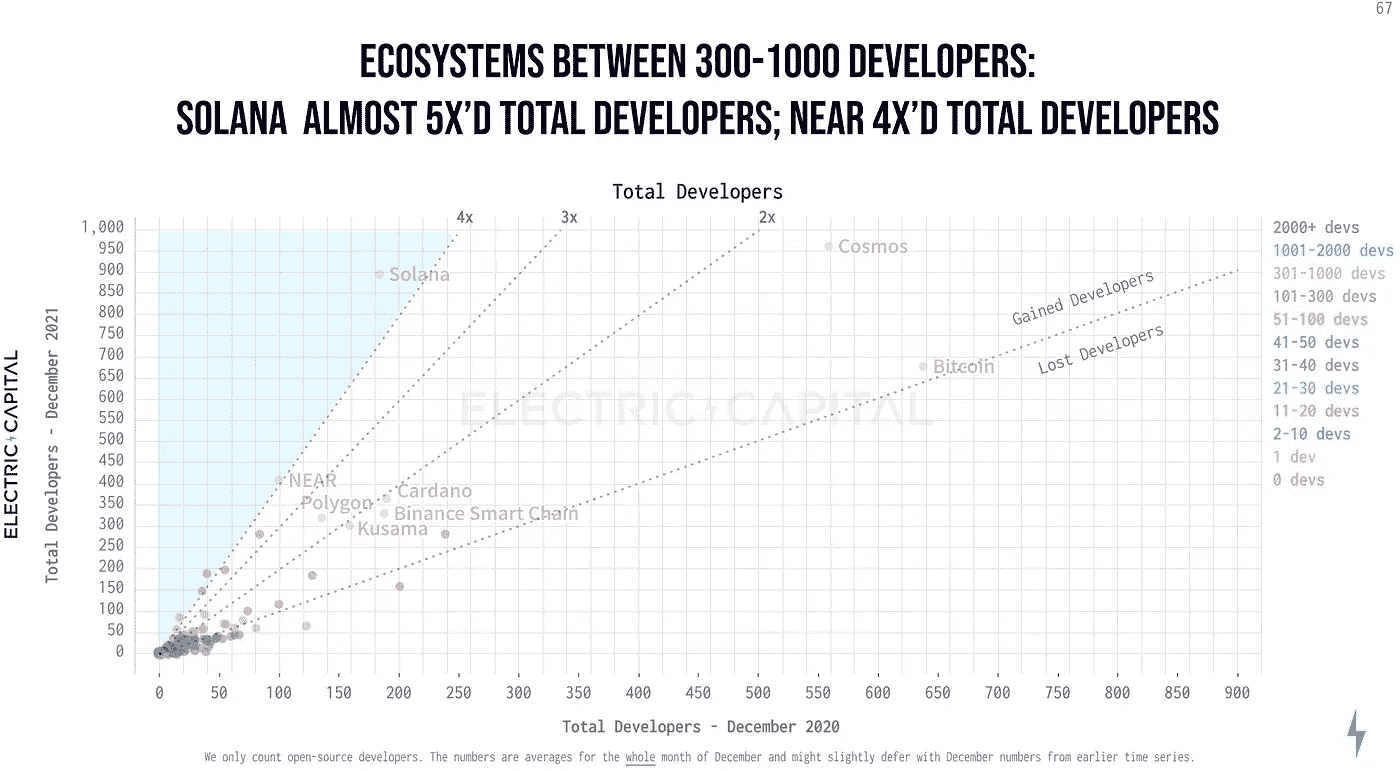 67
ECOSYSTEMS BETWEEN 300-1000 DEVELOPERS:
SOLANA ALMOST 5X'D TOTAL DEVELOPERS; NEAR 4X'D TOTAL DEVELOPERS
Total Developers
4x
3x
2x
1,000
950
900
850
800
750
700
650
600
550
500
450
400
350
300
250
200
150
100
50
0
Total Developers - December 2021
ELECTRIC CAPITAL
Solana
Cosmos
Gained Developers
Lost Developers
Bitcoin
ELECTRIC CAPITAL
NEAR
Polygon
Cardano
Binance Smart Chain
Kusama
2000+ devs
1001-2000 devs
301-1000 devs
101-300 devs
51-100 devs
41-50 devs
31-40 devs
21-30 devs
11-20 devs
2-10 devs
1 dev
0 devs
0 50 100 150 200 250 300 350 400 450 500 550 600 650 700 750 800 850 900
Total Developers - December 2020
We only count open-source developers. The numbers are averages for the whole month of December and might slightly defer with December numbers from earlier time series.